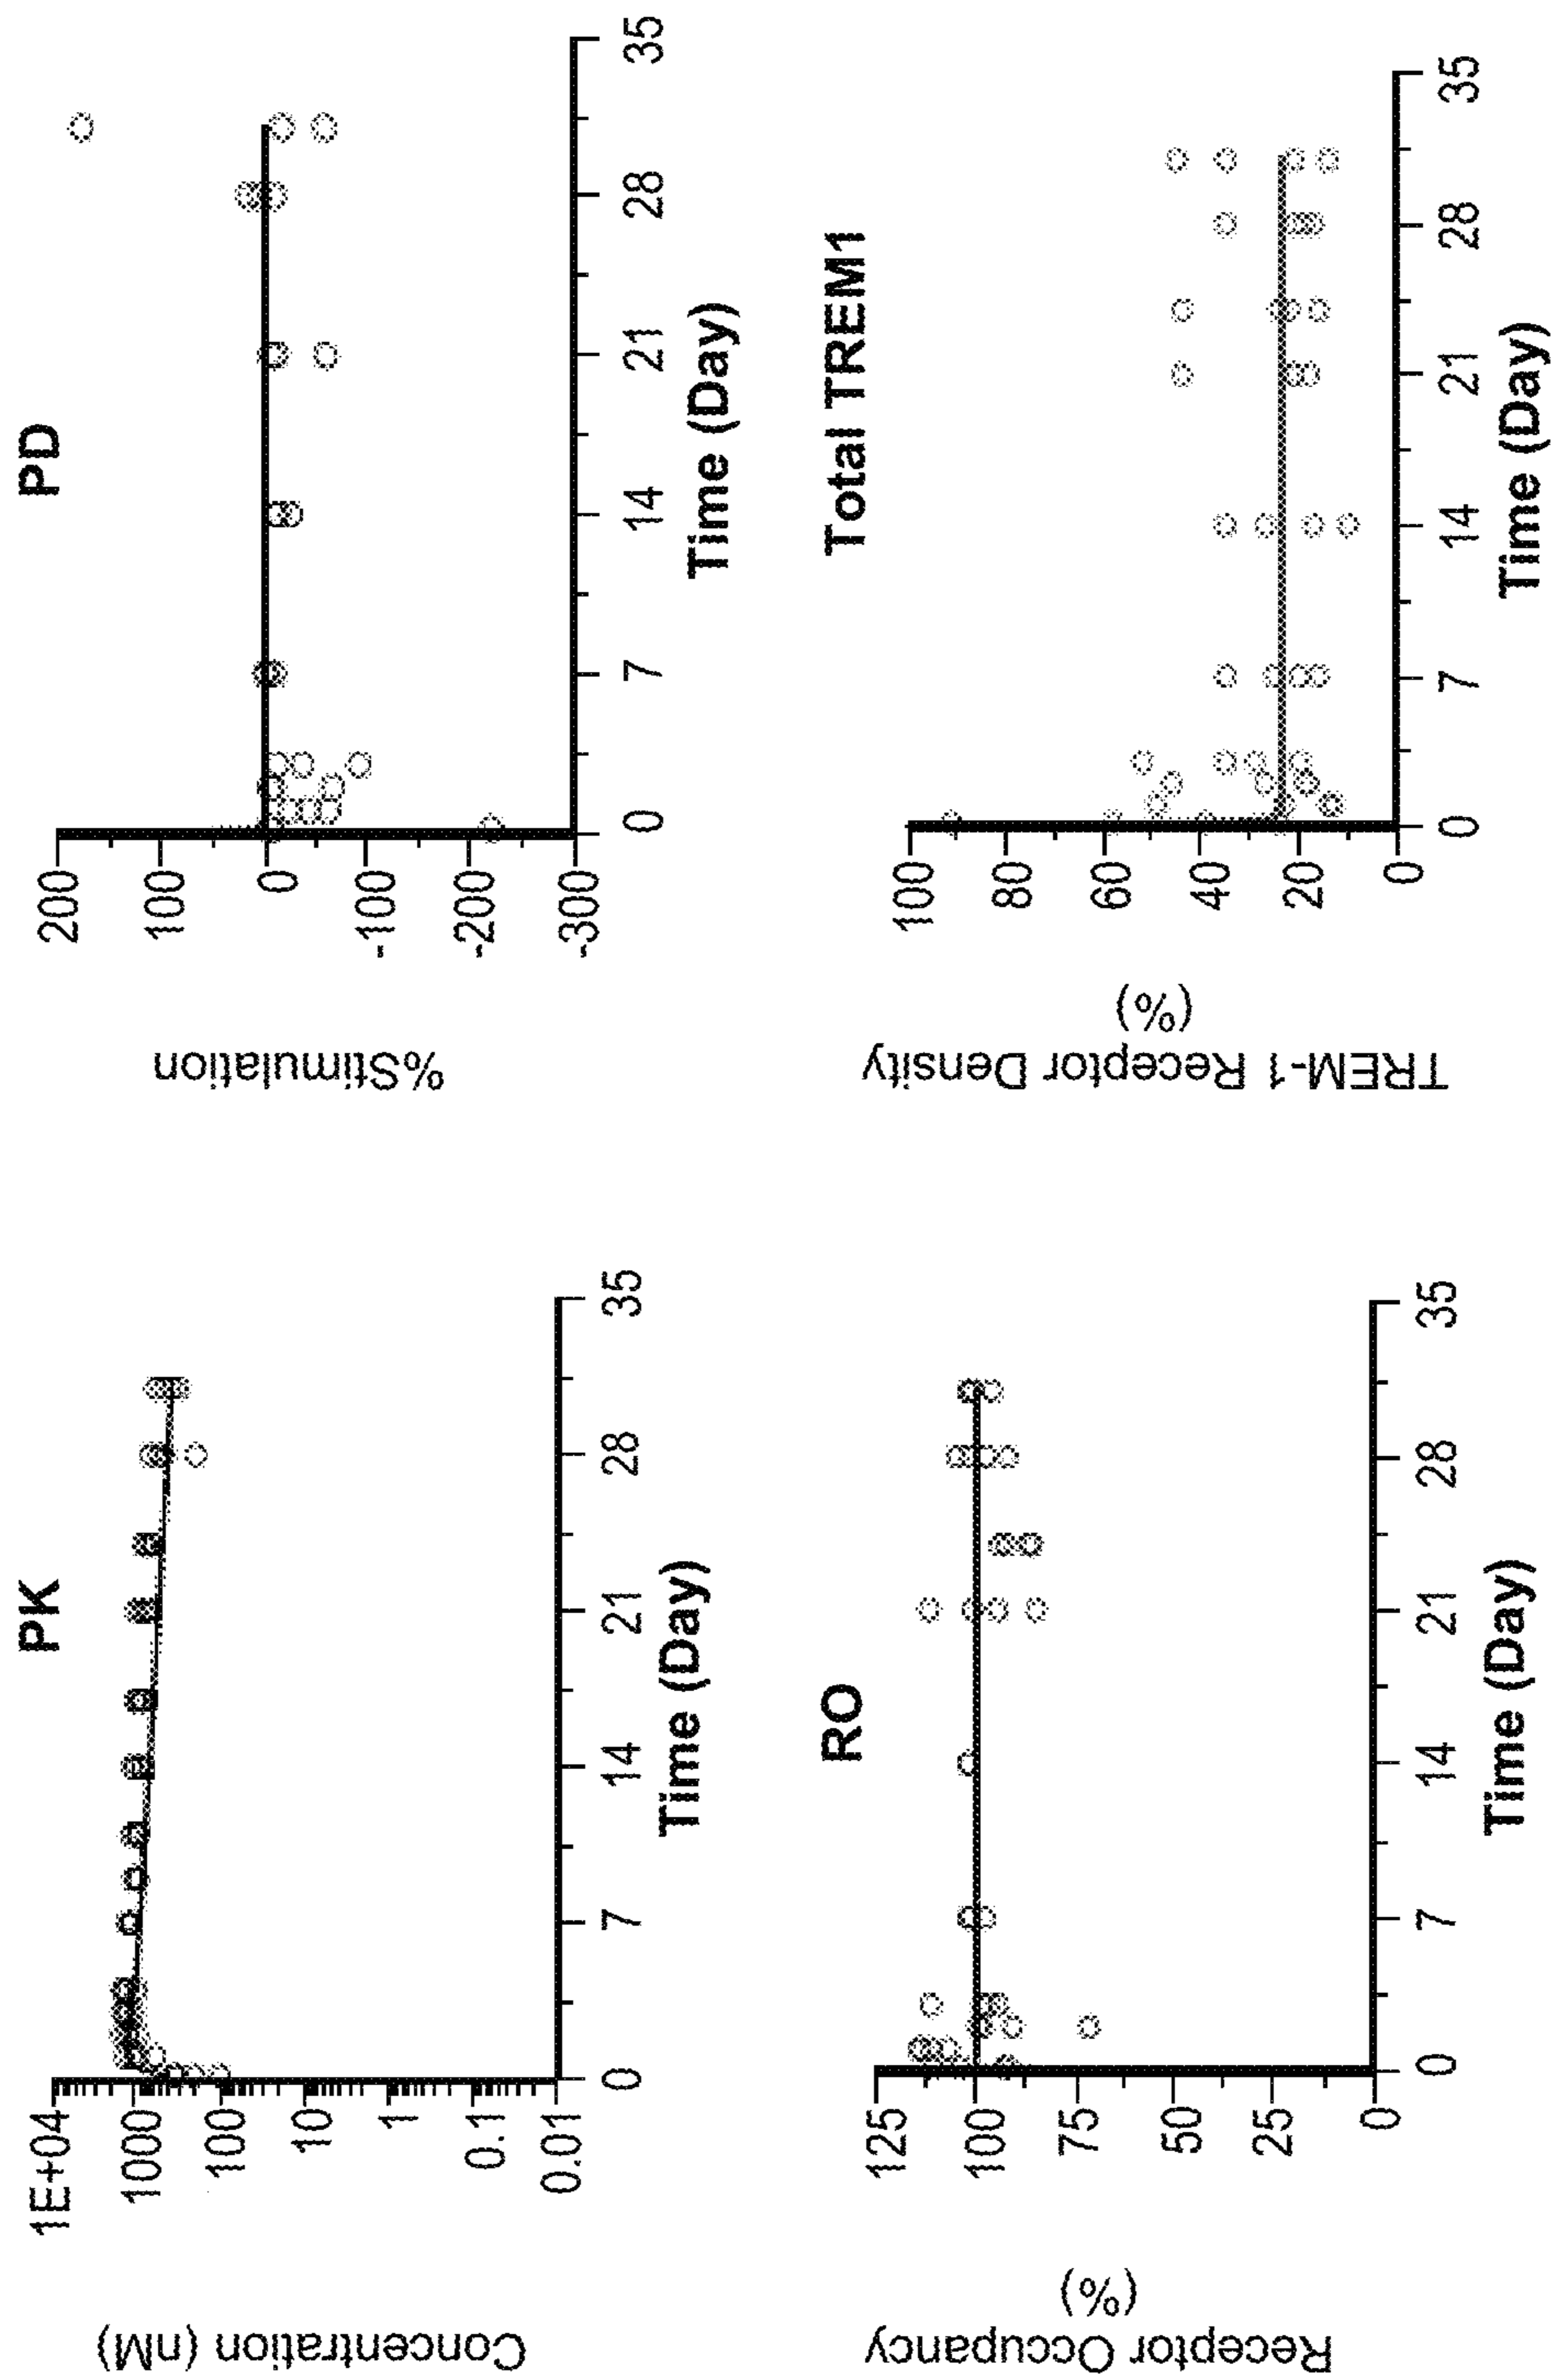 PK
Concentration (nM)
1E+04
1000
100
10
1
0.1
0.01
0 7 14 21 28 35
Time (Day)
PD
%Stimulation
200
100
0
-100
-200
-300
0 7 14 21 28 35
Time (Day)
RO
Receptor Occupancy
(%)
125
100
75
50
25
0
0 7 14 21 28 35
Time (Day)
Total TREM1
TREM-1 Receptor Density
(%)
100
80
60
40
20
0
0 7 14 21 28 35
Time (Day)